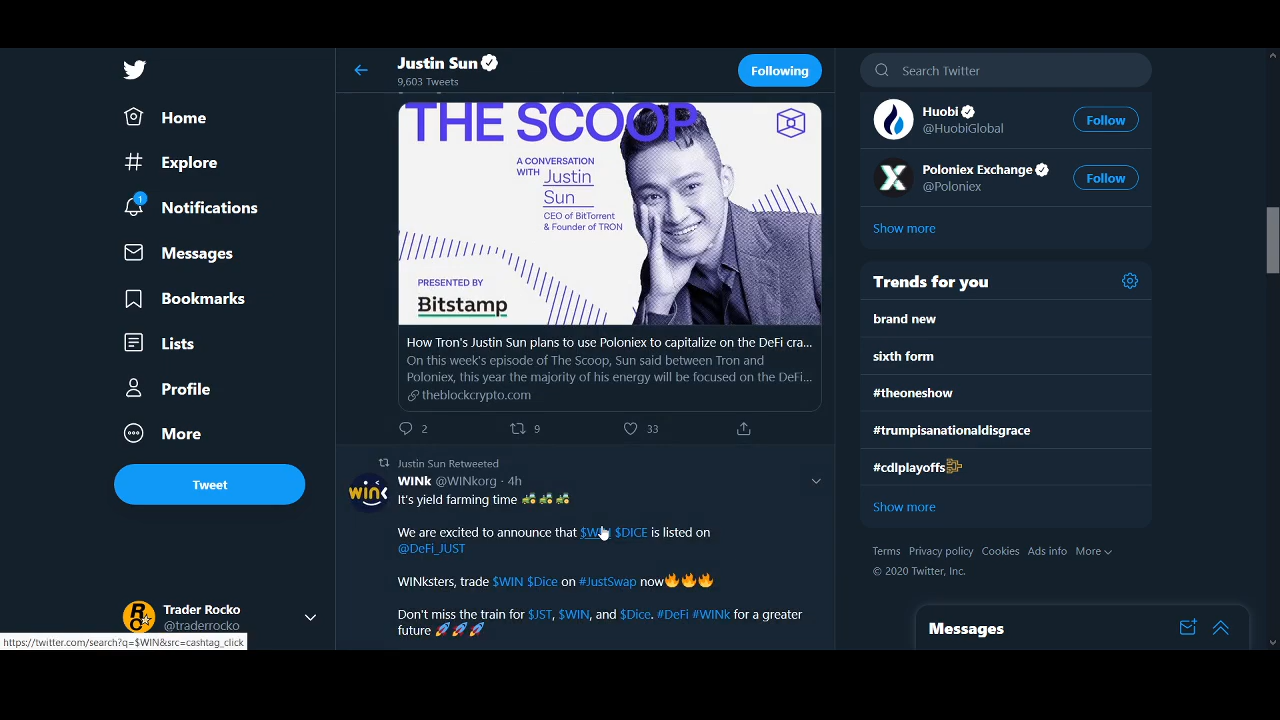 Home
Explore
1
Notifications
Messages
Bookmarks
Lists
Profile
More
Tweet
Trader Rocko
@traderrocko
https://twitter.com/search?q=$WIN&src=cashtag_click
Justin Sun
9,603 Tweets
Following
THE SCOOP
A CONVERSATION
WITH Justin
Sun
CEO OF BITTORRENT
& FOUNDER OF TRON
PRESENTED BY
Bitstamp
How Tron's Justin Sun plans to use Poloniex to capitalize on the DeFi cra...
On this week's episode of The Scoop, Sun said between Tron and
Poloniex, this year the majority of his energy will be focused on the DeFi...
theblockcrypto.com
2 9 33
Justin Sun Retweeted
WINk @WINkorg · 4h
WINK
It's yield farming time 🚜🚜🚜
We are excited to announce that $WIN $DICE is listed on
@DeFi_JUST
WINksters, trade $WIN $Dice on #JustSwap now🔥🔥🔥
Don't miss the train for $JST, $WIN, and $Dice. #DeFi #WINk for a greater
future 🚀🚀🚀
Search Twitter
Huobi
@HuobiGlobal
Follow
Poloniex Exchange
@Poloniex
Follow
Show more
Trends for you
brand new
sixth form
#theoneshow
#trumpisanationaldisgrace
#cdlplayoffs
Show more
Terms Privacy policy Cookies Ads info More
© 2020 Twitter, Inc.
Messages